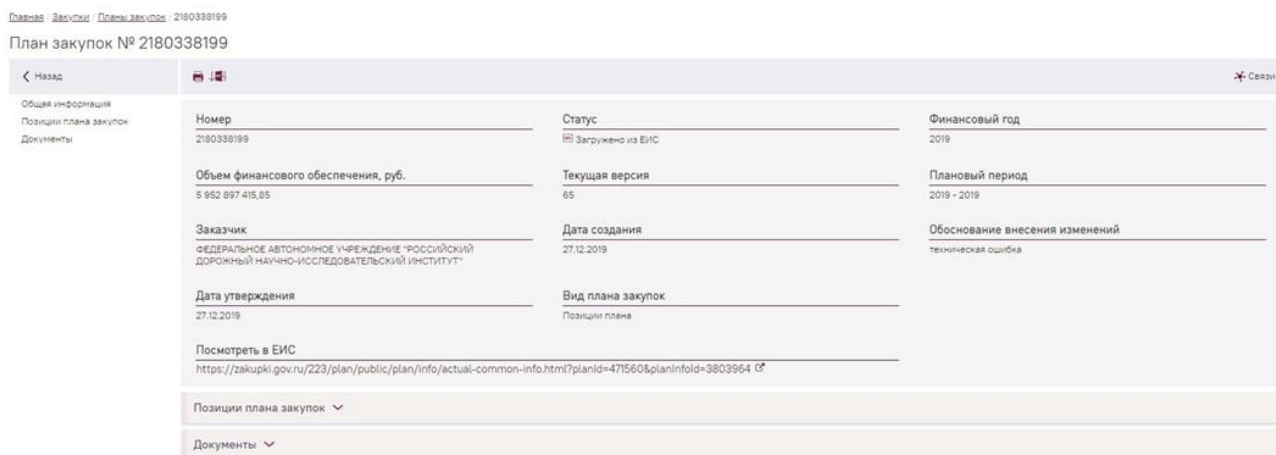 Главная / Закупки / Планы закупок / 2180338199
План закупок № 2180338199
Назад
Связи
Общая информация
Позиции плана закупок
Документы
Номер
2180338199
Статус
Загружено из ЕИС
Финансовый год
2019
Объем финансового обеспечения, руб.
5 952 897 415,85
Текущая версия
65
Плановый период
2019 - 2019
Заказчик
ФЕДЕРАЛЬНОЕ АВТОНОМНОЕ УЧРЕЖДЕНИЕ "РОССИЙСКИЙ
ДОРОЖНЫЙ НАУЧНО-ИССЛЕДОВАТЕЛЬСКИЙ ИНСТИТУТ"
Дата создания
27.12.2019
Обоснование внесения изменений
техническая ошибка
Дата утверждения
27.12.2019
Вид плана закупок
Позиции плана
Посмотреть в ЕИС
https://zakupki.gov.ru/223/plan/public/plan/info/actual-common-info.html?planId=471560&planInfoId=3803964
Позиции плана закупок
Документы